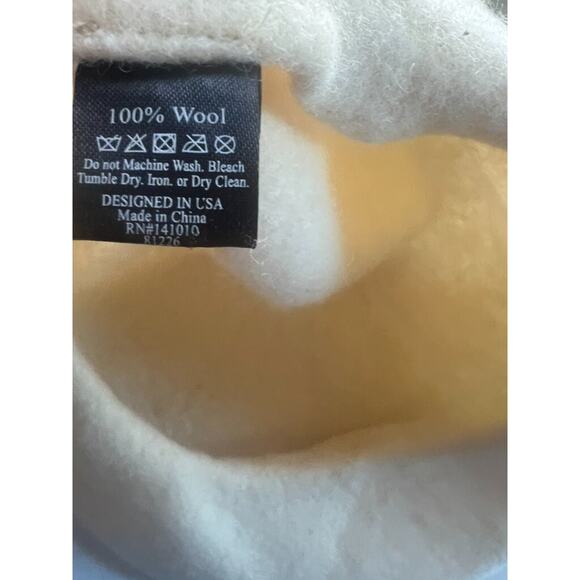 100% Wool
Do not Machine Wash. Bleach
Tumble Dry. Iron. or Dry Clean.
DESIGNED IN USA
Made in China
RN#141010
81226